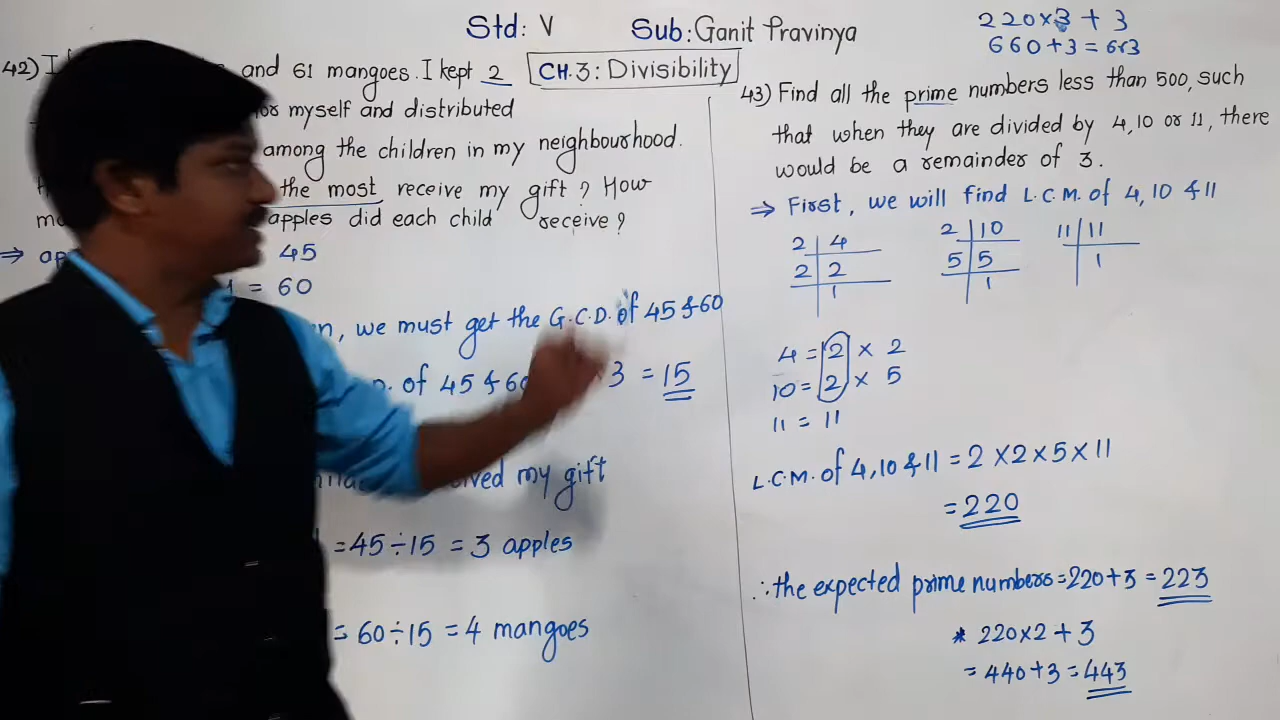 Std: V Sub: Ganit Pravinya
CH.3: Divisibility
220×3 + 3
660+3 = 663
42) I and 61 mangoes. I kept 2
for myself and distributed
among the children in my neighbourhood.
the most receive my gift? How
apples did each child receive?
⇒ 45
= 60
we must get the G.C.D. of 45 & 60
of 45 & 60 × 3 = 15
received my gift
= 45÷15 = 3 apples
= 60÷15 = 4 mangoes
43) Find all the prime numbers less than 500, such
that when they are divided by 4, 10 or 11, there
would be a remainder of 3.
⇒ First, we will find L.C.M. of 4, 10 & 11
2 | 4 2 | 10 11 | 11
2 | 2 5 | 5 | 1
| 1 | 1
4 = 2 × 2
10 = 2 × 5
11 = 11
L.C.M. of 4, 10 & 11 = 2 × 2 × 5 × 11
= 220
∴ the expected prime numbers = 220+3 = 223
* 220×2 + 3
= 440+3 = 443